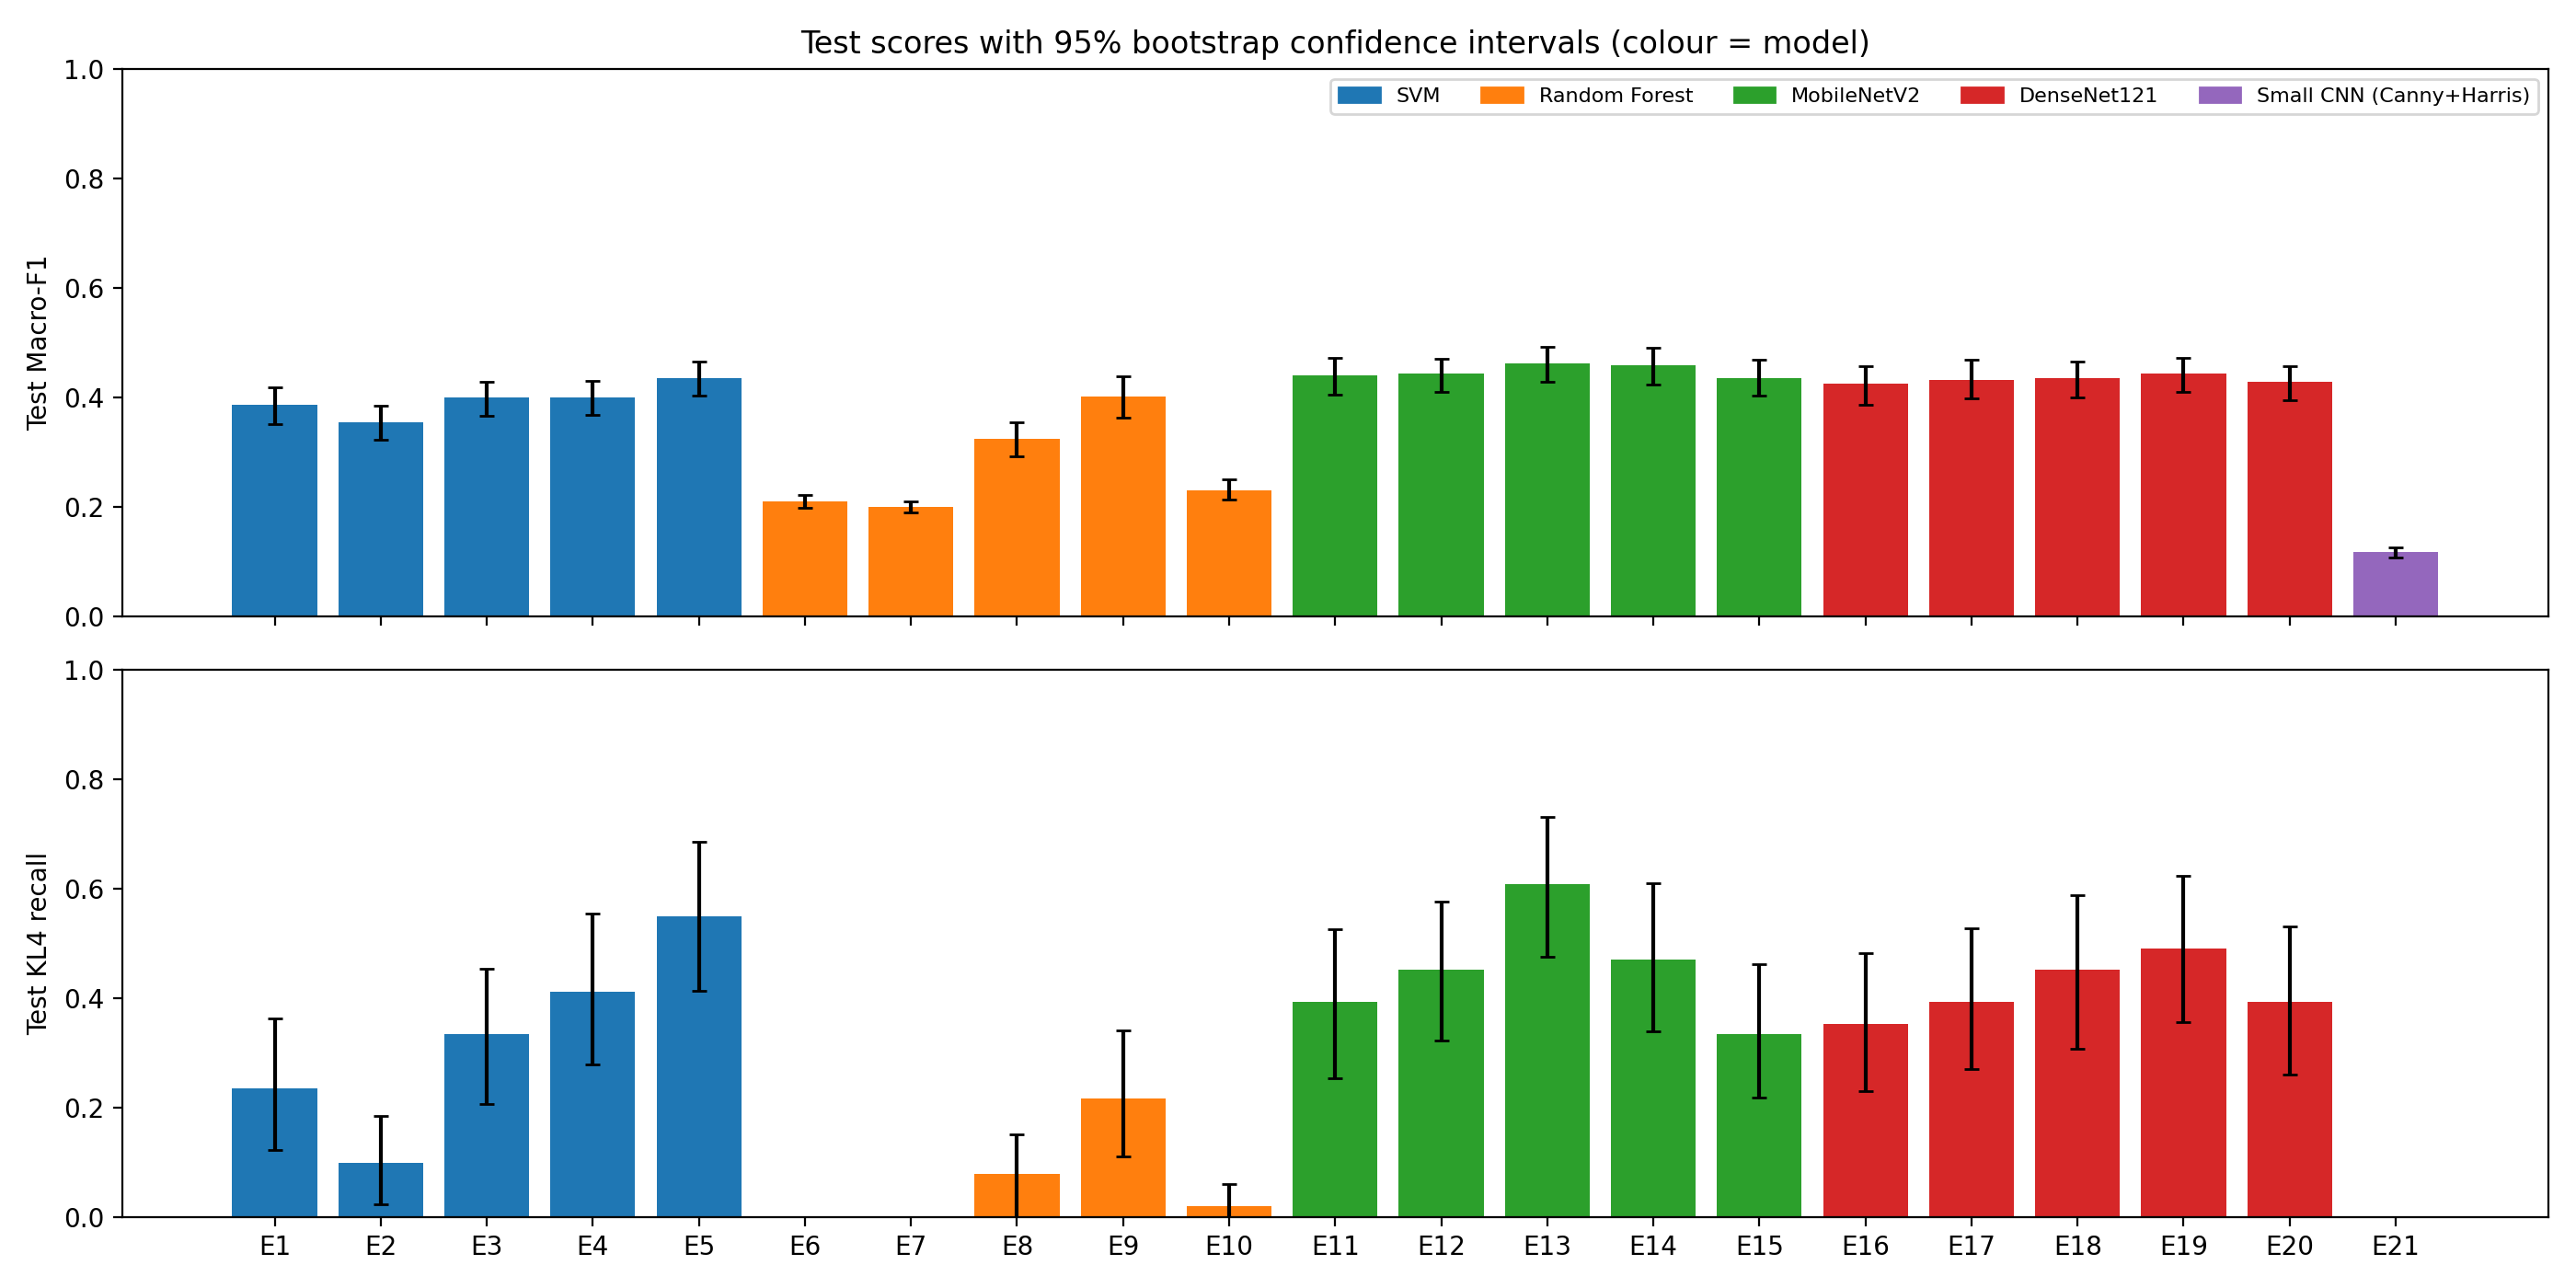 Test scores with 95% bootstrap confidence intervals (colour = model)
1.0
0.8
0.6
0.4
0.2
0.0
Test Macro-F1
SVM Random Forest MobileNetV2 DenseNet121 Small CNN (Canny+Harris)
1.0
0.8
0.6
0.4
0.2
0.0
Test KL4 recall
E1 E2 E3 E4 E5 E6 E7 E8 E9 E10 E11 E12 E13 E14 E15 E16 E17 E18 E19 E20 E21